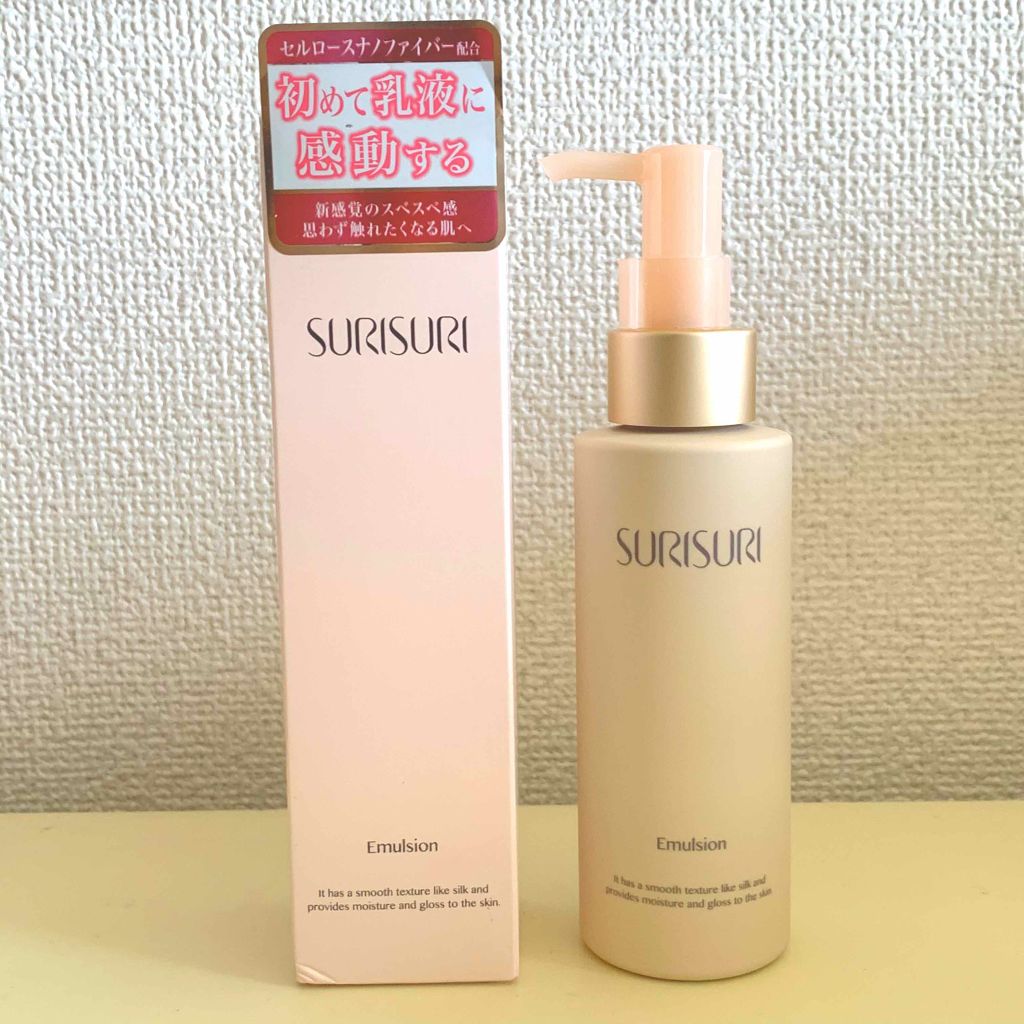 セルロースナノファイバー配合
初めて乳液に
感動する
新感覚のスベスベ感
思わず触れたくなる肌へ
SURISURI
Emulsion
It has a smooth texture like silk and
provides moisture and gloss to the skin.
SURISURI
Emulsion
It has a smooth texture like silk and
provides moisture and gloss to the skin